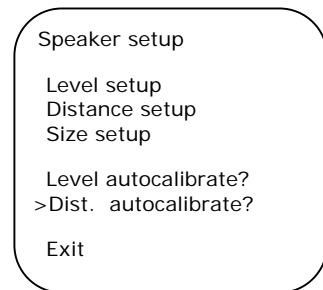 Speaker setup
Level setup
Distance setup
Size setup
Level autocalibrate?
>Dist. autocalibrate?
Exit